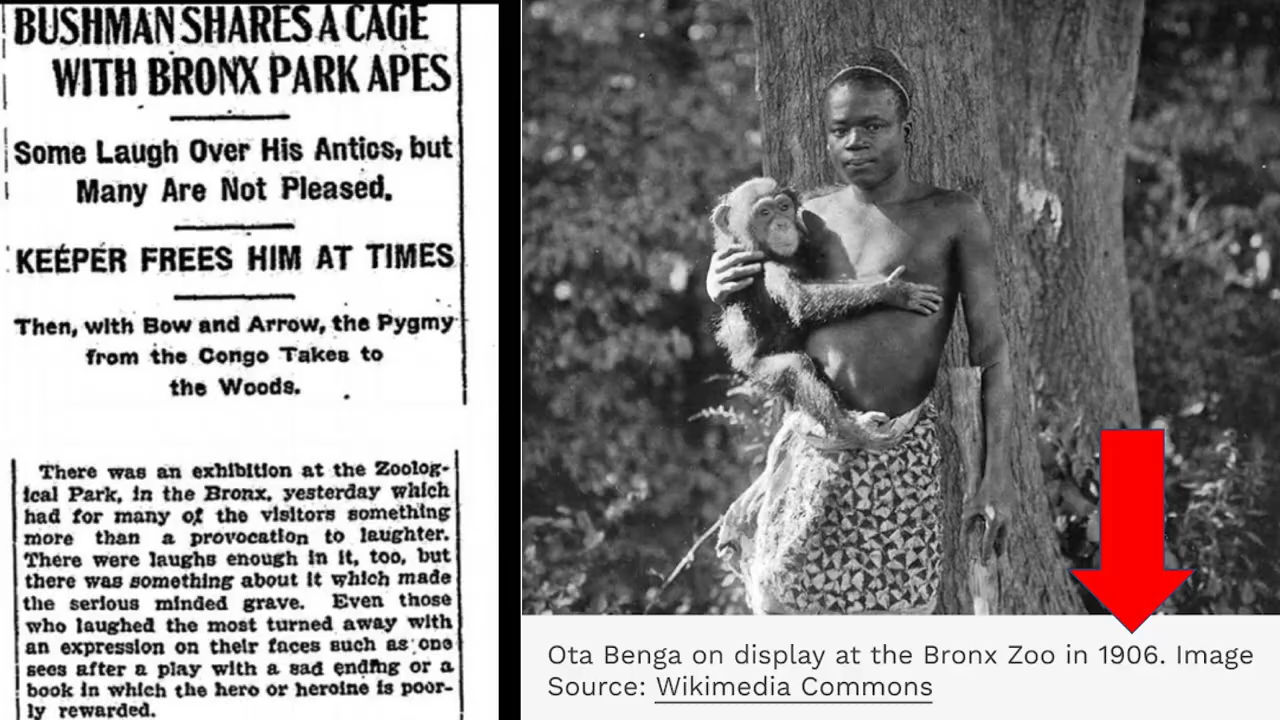 BUSHMAN SHARES A CAGE
WITH BRONX PARK APES
Some Laugh Over His Antics, but
Many Are Not Pleased.
KEEPER FREES HIM AT TIMES
Then, with Bow and Arrow, the Pygmy
from the Congo Takes to
the Woods.
There was an exhibition at the Zoolog-
ical Park, in the Bronx, yesterday which
had for many of the visitors something
more than a provocation to laughter.
There were laughs enough in it, too, but
there was something about it which made
the serious minded grave. Even those
who laughed the most turned away with
an expression on their faces such as one
sees after a play with a sad ending or a
book in which the hero or heroine is poor-
ly rewarded.
Ota Benga on display at the Bronx Zoo in 1906. Image
Source: Wikimedia Commons